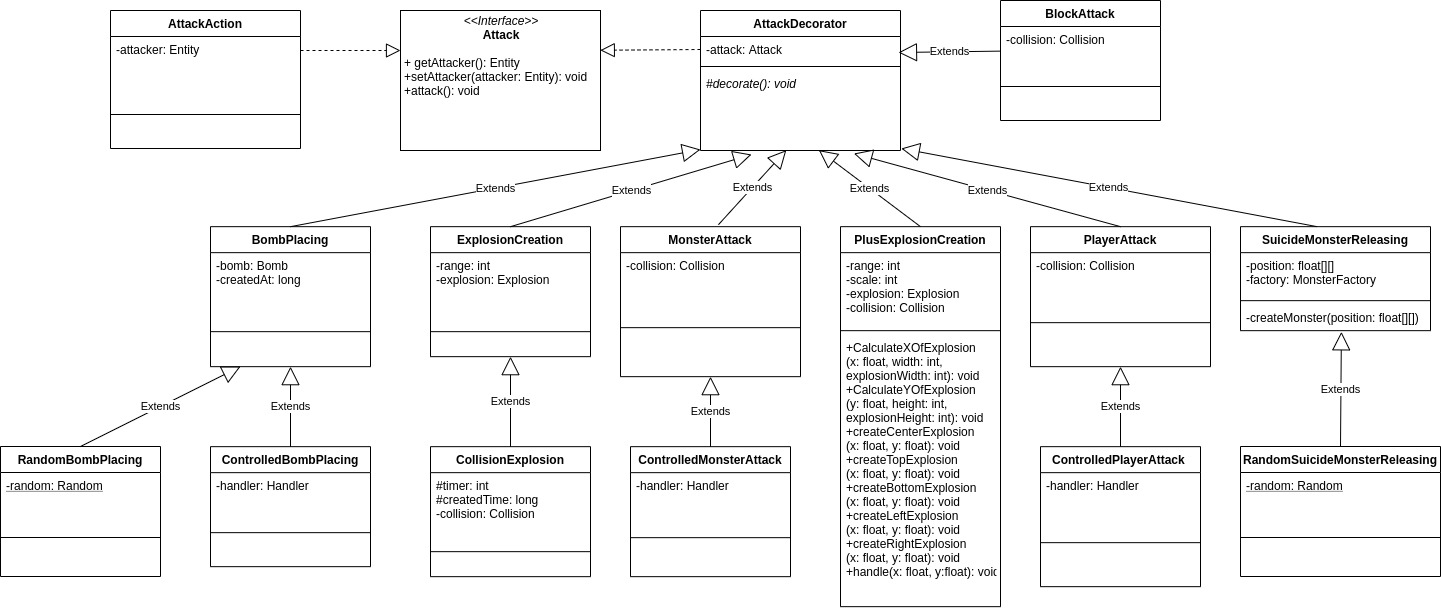 AttackAction
-attacker: Entity
<<Interface>>
Attack
+ getAttacker(): Entity
+setAttacker(attacker: Entity): void
+attack(): void
AttackDecorator
-attack: Attack
#decorate(): void
Extends
BlockAttack
-collision: Collision
Extends
Extends
Extends
Extends
Extends
Extends
BombPlacing
-bomb: Bomb
-createdAt: long
ExplosionCreation
-range: int
-explosion: Explosion
MonsterAttack
-collision: Collision
PlusExplosionCreation
-range: int
-scale: int
-explosion: Explosion
-collision: Collision
+CalculateXOfExplosion
(x: float, width: int,
explosionWidth: int): void
+CalculateYOfExplosion
(y: float, height: int,
explosionHeight: int): void
+createCenterExplosion
(x: float, y: float): void
+createTopExplosion
(x: float, y: float): void
+createBottomExplosion
(x: float, y: float): void
+createLeftExplosion
(x: float, y: float): void
+createRightExplosion
(x: float, y: float): void
+handle(x: float, y:float): void
PlayerAttack
-collision: Collision
SuicideMonsterReleasing
-position: float[][]
-factory: MonsterFactory
-createMonster(position: float[][])
Extends
Extends
Extends
Extends
Extends
Extends
RandomBombPlacing
-random: Random
ControlledBombPlacing
-handler: Handler
CollisionExplosion
#timer: int
#createdTime: long
-collision: Collision
ControlledMonsterAttack
-handler: Handler
ControlledPlayerAttack
-handler: Handler
RandomSuicideMonsterReleasing
-random: Random